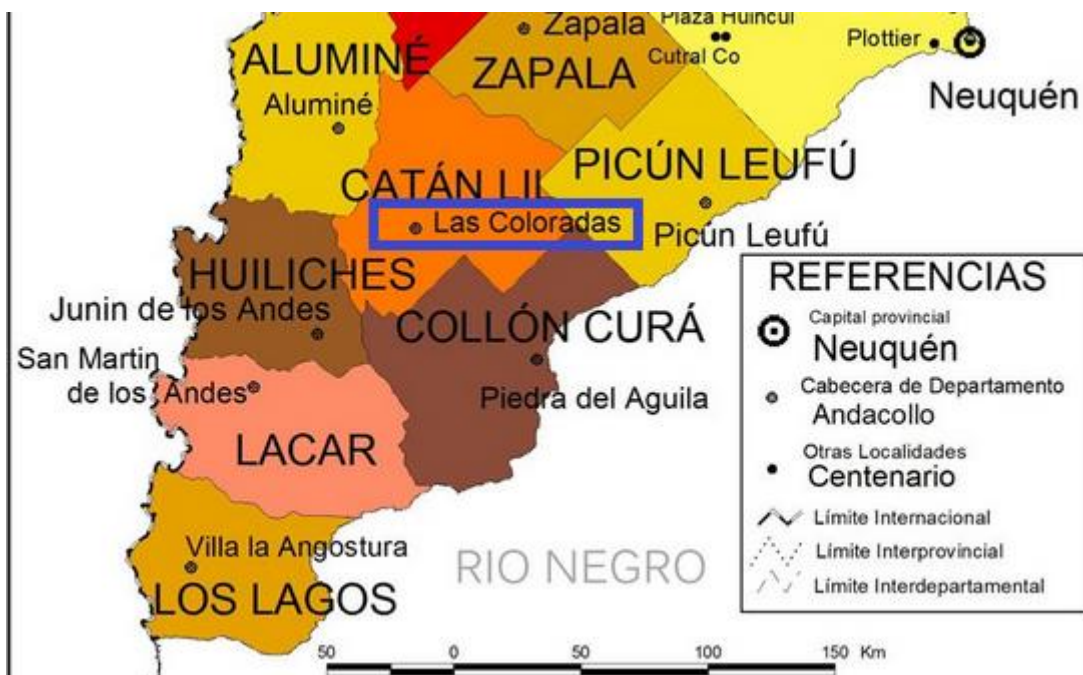 Zapala
Plaza Huincul
Cutral Co
Plottier
Neuquén
ALUMINÉ
Aluminé
ZAPALA
PICÚN LEUFÚ
CATÁN LIL
Las Coloradas
Picún Leufú
HUILICHES
Junin de los Andes
COLLÓN CURÁ
San Martin
de los Andes
Piedra del Aguila
LACAR
Villa la Angostura
LOS LAGOS
RIO NEGRO
REFERENCIAS
Capital provincial
Neuquén
Cabecera de Departamento
Andacollo
Otras Localidades
Centenario
Límite Internacional
Límite Interprovincial
Límite Interdepartamental
50 0 50 100 150 Km